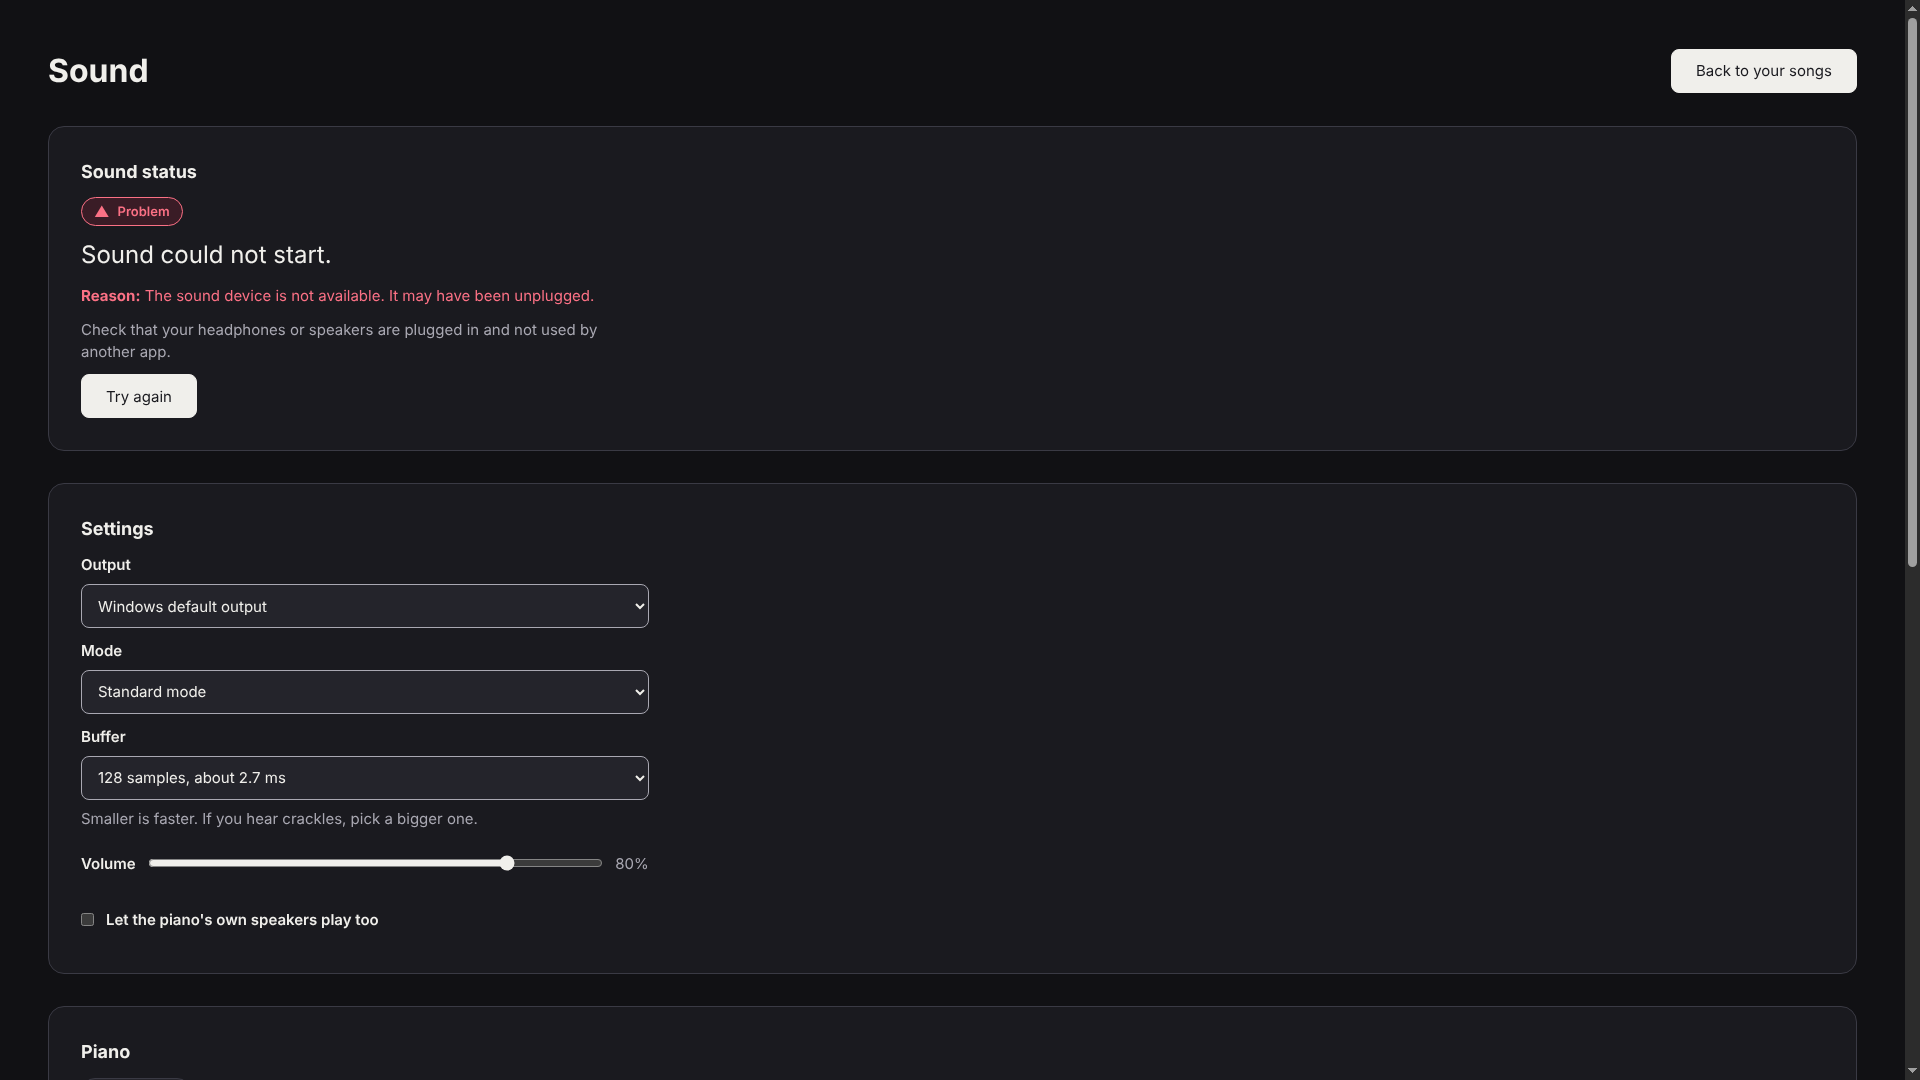 Sound
Back to your songs
Sound status
Problem
Sound could not start.
Reason: The sound device is not available. It may have been unplugged.
Check that your headphones or speakers are plugged in and not used by
another app.
Try again
Settings
Output
Windows default output
Mode
Standard mode
Buffer
128 samples, about 2.7 ms
Smaller is faster. If you hear crackles, pick a bigger one.
Volume 80%
Let the piano's own speakers play too
Piano